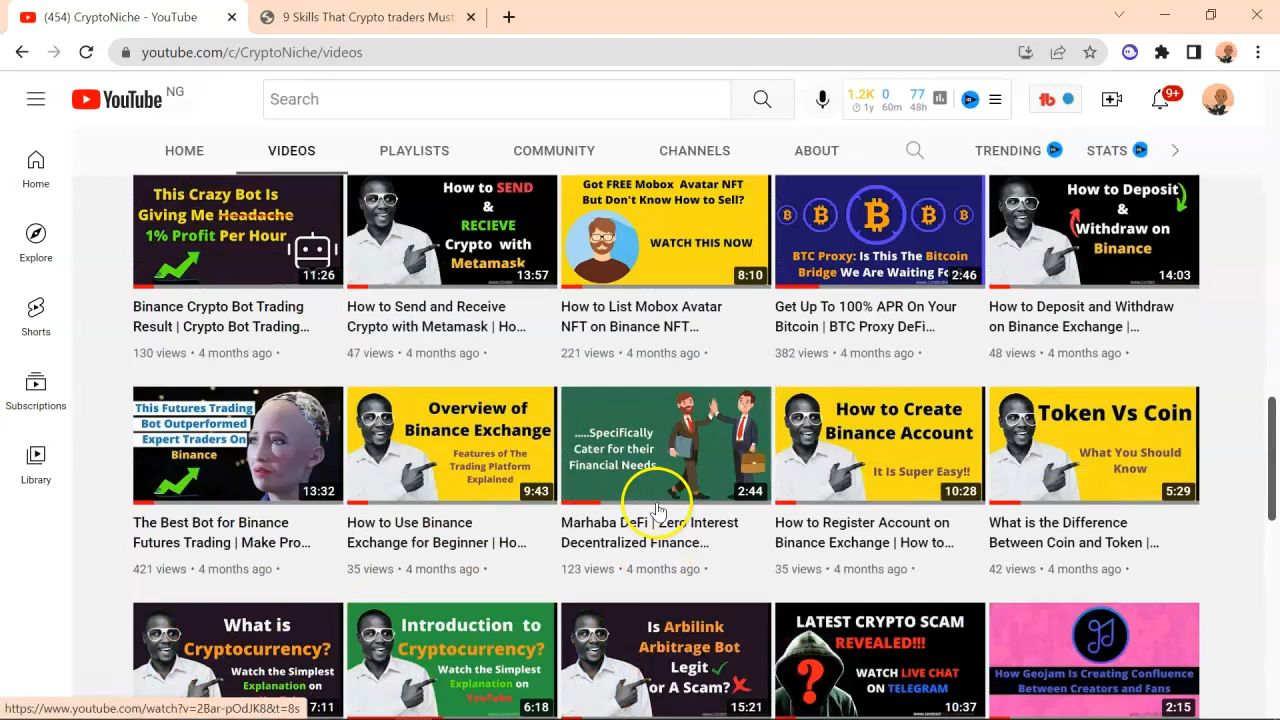 (454) CryptoNiche - YouTube
9 Skills That Crypto traders Must
youtube.com/c/CryptoNiche/videos
YouTube NG
Search
1.2K 0 77
1y 60m 48h
9+
HOME VIDEOS PLAYLISTS COMMUNITY CHANNELS ABOUT TRENDING STATS
Home
Explore
Shorts
Subscriptions
Library
This Crazy Bot Is
Giving Me Headache
1% Profit Per Hour
11:26
Binance Crypto Bot Trading
Result | Crypto Bot Trading...
130 views • 4 months ago •
How to SEND
&
RECIEVE
Crypto with
Metamask
13:57
How to Send and Receive
Crypto with Metamask | Ho...
47 views • 4 months ago •
Got FREE Mobox Avatar NFT
But Don't Know How to Sell?
WATCH THIS NOW
8:10
How to List Mobox Avatar
NFT on Binance NFT...
221 views • 4 months ago •
BTC Proxy: Is This The Bitcoin
Bridge We Are Waiting Fo
2:46
Get Up To 100% APR On Your
Bitcoin | BTC Proxy DeFi...
382 views • 4 months ago •
How to Deposit
&
Withdraw on
Binance
14:03
How to Deposit and Withdraw
on Binance Exchange |...
48 views • 4 months ago •
This Futures Trading
Bot Outperformed
Expert Traders On
Binance
13:32
The Best Bot for Binance
Futures Trading | Make Pro...
421 views • 4 months ago •
Overview of
Binance Exchange
Features of The
Trading Platform
Explained
9:43
How to Use Binance
Exchange for Beginner | Ho...
35 views • 4 months ago •
.....Specifically
Cater for their
Financial Needs
2:44
Marhaba DeFi | Zero Interest
Decentralized Finance...
123 views • 4 months ago •
How to Create
Binance Account
It Is Super Easy!!
10:28
How to Register Account on
Binance Exchange | How to...
35 views • 4 months ago •
Token Vs Coin
What You Should
Know
5:29
What is the Difference
Between Coin and Token |...
42 views • 4 months ago •
What is
Cryptocurrency?
Watch the Simplest
Explanation on
7:11
Introduction to
Cryptocurrency?
Watch the Simplest
Explanation on
YouTube
6:18
Is Arbilink
Arbitrage Bot
Legit
or A Scam?
15:21
LATEST CRYPTO SCAM
REVEALED!!!
WATCH LIVE CHAT
ON TELEGRAM
10:37
How Geojam Is Creating Confluence
Between Creators and Fans
2:15
https://www.youtube.com/watch?v=2Bar-pOdJK8&t=8s